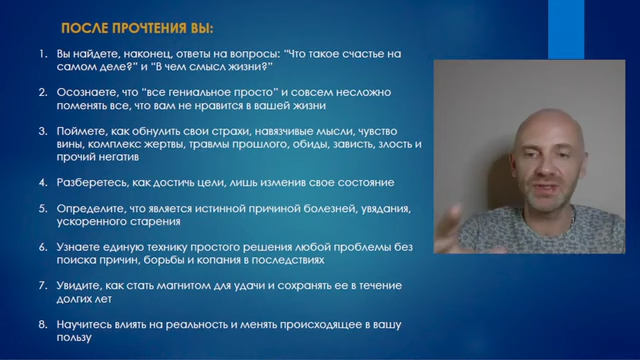 ПОСЛЕ ПРОЧТЕНИЯ ВЫ:
1. Вы найдете, наконец, ответы на вопросы: "Что такое счастье на
самом деле?" и "В чем смысл жизни?"
2. Осознаете, что "все гениальное просто" и совсем несложно
поменять все, что вам не нравится в вашей жизни
3. Поймете, как обнулить свои страхи, навязчивые мысли, чувство
вины, комплекс жертвы, травмы прошлого, обиды, зависть, злость и
прочий негатив
4. Разберетесь, как достичь цели, лишь изменив свое состояние
5. Определите, что является истинной причиной болезней, увядания,
ускоренного старения
6. Узнаете единую технику простого решения любой проблемы без
поиска причин, борьбы и копания в последствиях
7. Увидите, как стать магнитом для удачи и сохранять ее в течение
долгих лет
8. Научитесь влиять на реальность и менять происходящее в вашу
пользу